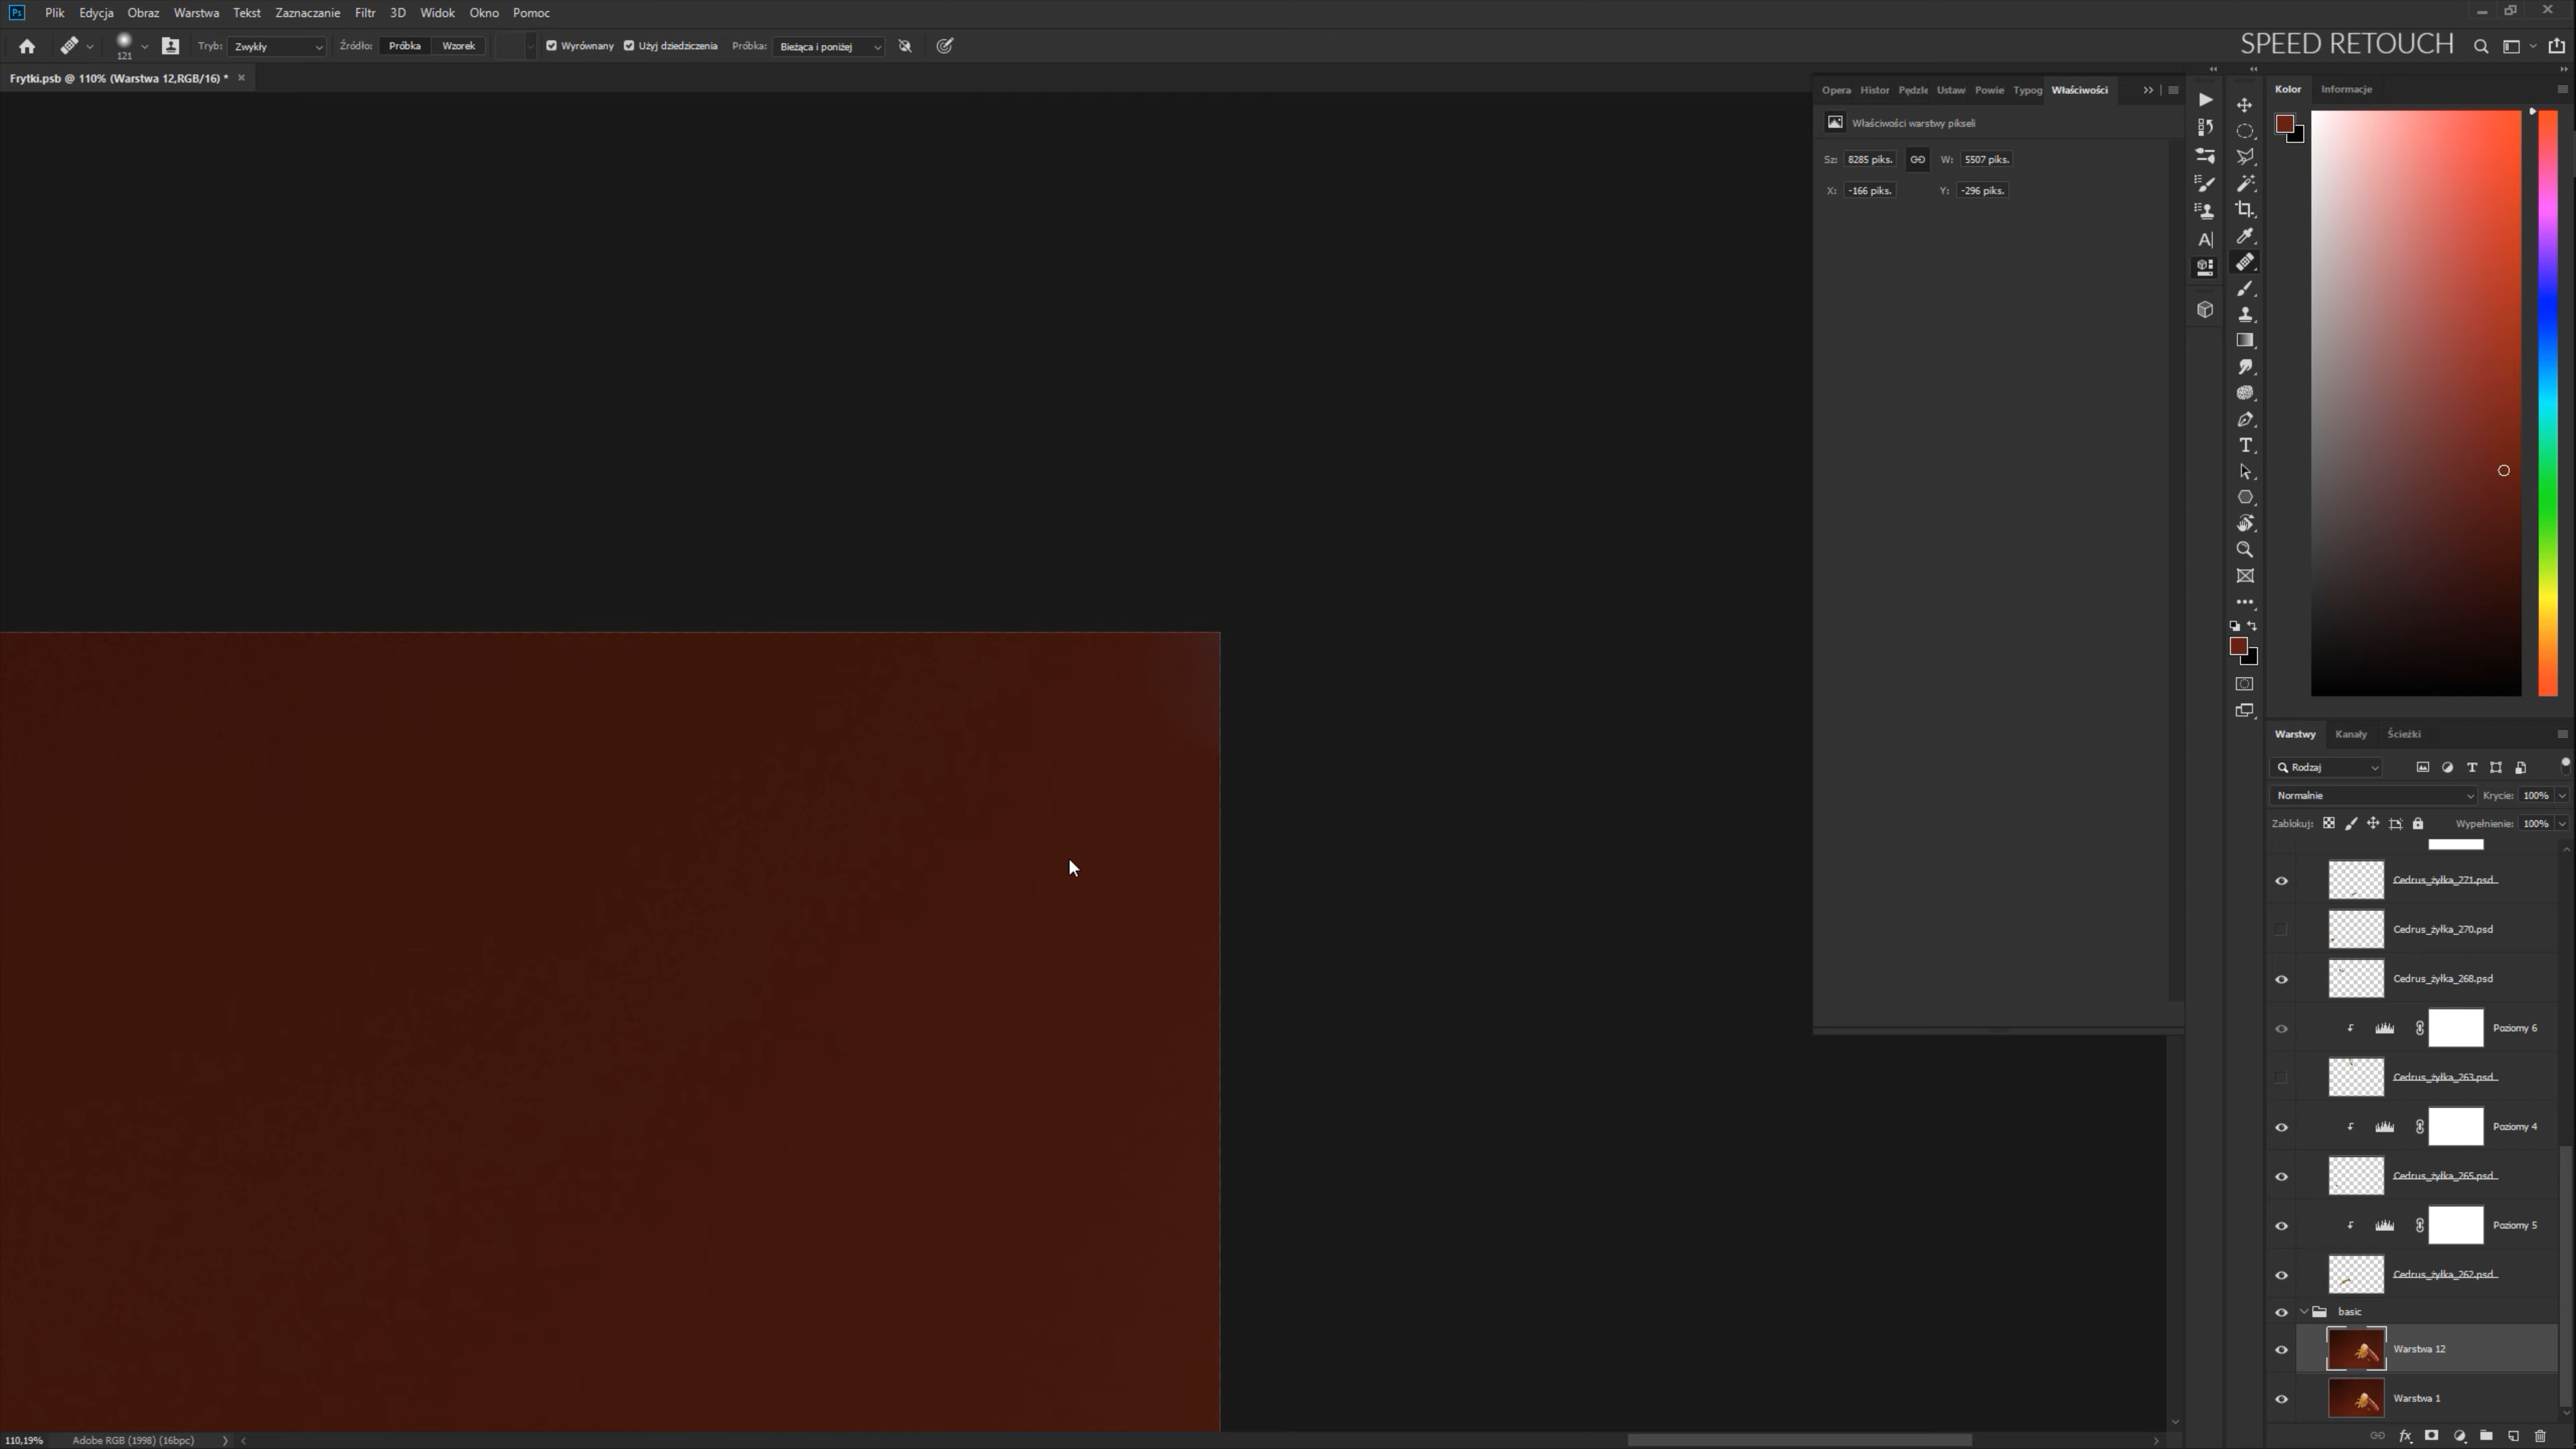 Ps Plik Edycja Obraz Warstwa Tekst Zaznaczanie Filtr 3D Widok Okno Pomoc
121 Tryb: Zwykły Źródło: Próbka Wzorek Wyrównany Użyj dziedziczenia Próbka: Bieżąca i poniżej
SPEED RETOUCH
Frytki.psb @ 110% (Warstwa 12,RGB/16) *
Opera Histor Pędzle Ustaw Powie Typog Właściwości
Właściwości warstwy pikseli
Sz: 8285 piks. W: 5507 piks.
X: -166 piks. Y: -296 piks.
Kolor Informacje
Warstwy Kanały Ścieżki
Rodzaj
Normalnie Krycie: 100%
Zablokuj: Wypełnienie: 100%
Cedrus_żyłka_271.psd
Cedrus_żyłka_270.psd
Cedrus_żyłka_268.psd
Poziomy 6
Cedrus_żyłka_263.psd
Poziomy 4
Cedrus_żyłka_265.psd
Poziomy 5
Cedrus_żyłka_262.psd
basic
Warstwa 12
Warstwa 1
110,19% Adobe RGB (1998) (16bpc)